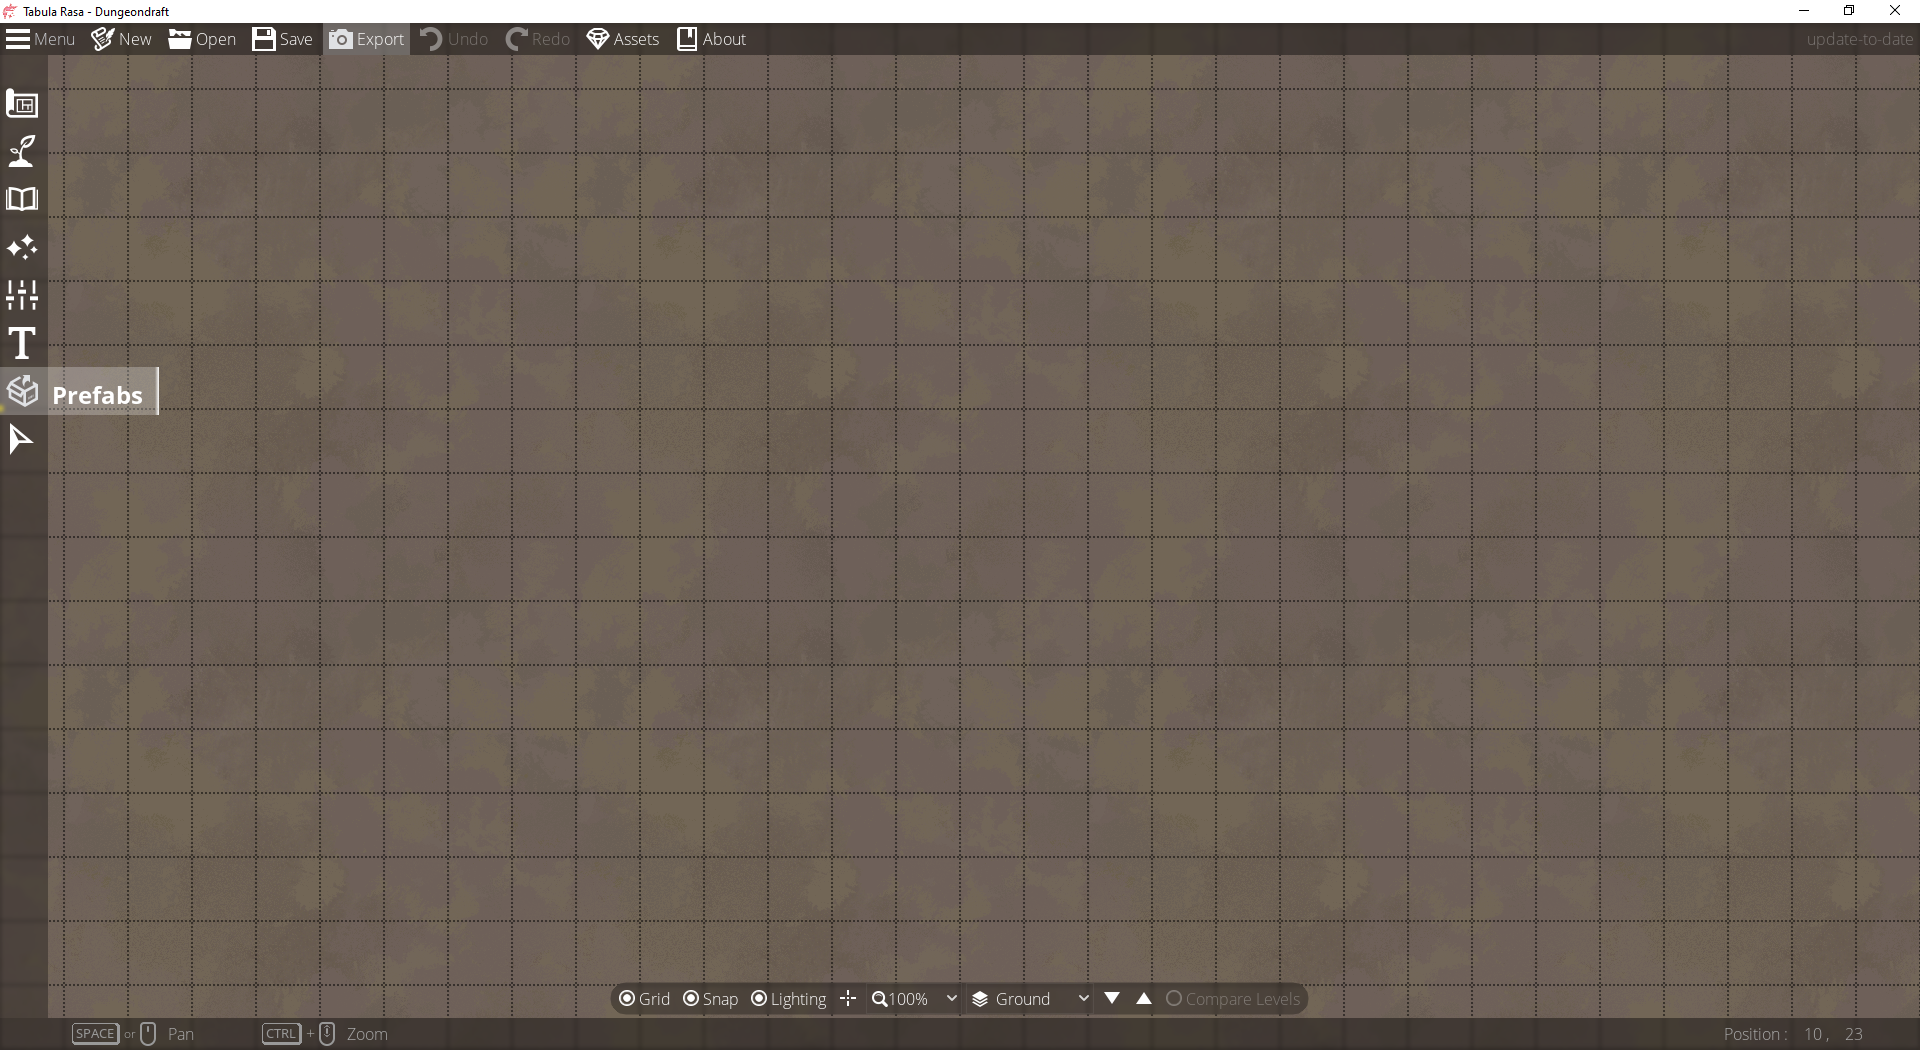 Tabula Rasa - Dungeondraft
Menu New Open Save Export Undo Redo Assets About update-to-date
T
Prefabs
Grid Snap Lighting 100% Ground Compare Levels
SPACE or Pan CTRL + Zoom Position : 10 , 23